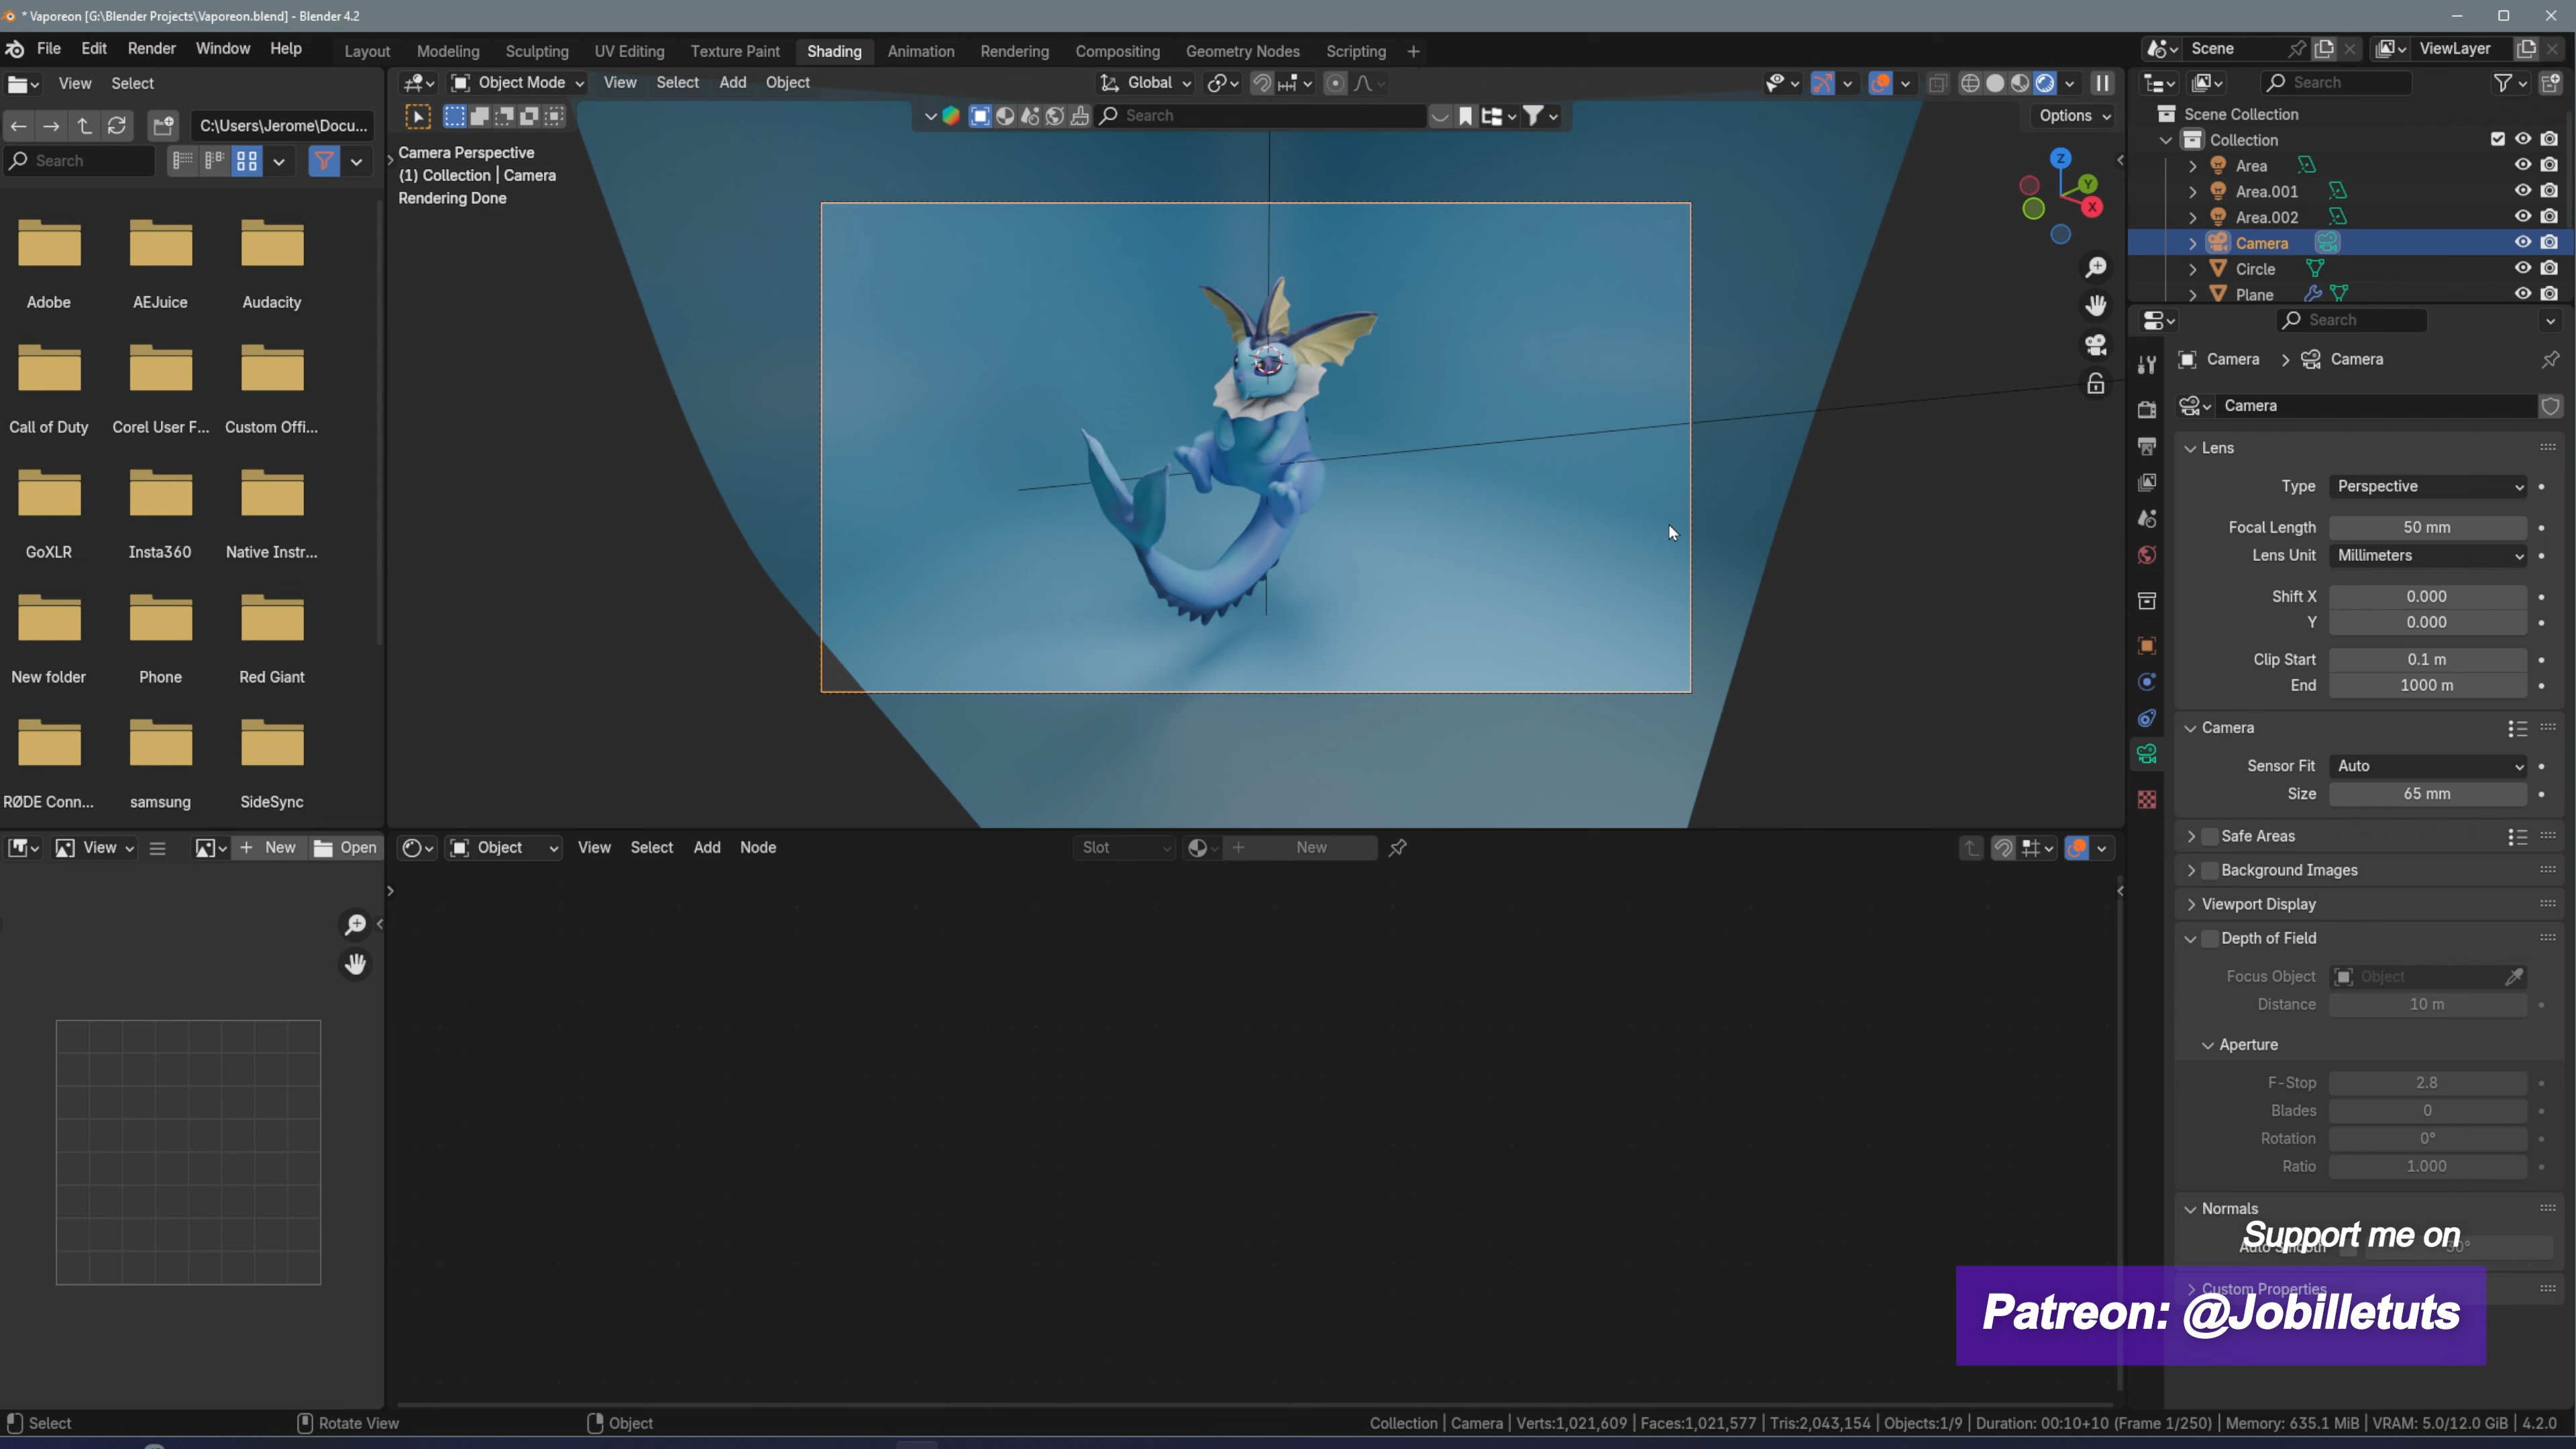 * Vaporeon [G:\Blender Projects\Vaporeon.blend] - Blender 4.2
File Edit Render Window Help
Layout Modeling Sculpting UV Editing Texture Paint Shading Animation Rendering Compositing Geometry Nodes Scripting +
Scene ViewLayer
View Select
Object Mode View Select Add Object Global
Search
C:\Users\Jerome\Docu...
Search
Search
Options
Camera Perspective
(1) Collection | Camera
Rendering Done
Adobe AEJuice Audacity
Call of Duty Corel User F... Custom Offi...
GoXLR Insta360 Native Instr...
New folder Phone Red Giant
RØDE Conn... samsung SideSync
Z
Y
X
Scene Collection
Collection
Area
Area.001
Area.002
Camera
Circle
Plane
Search
Camera > Camera
Camera
Lens
Type Perspective
Focal Length 50 mm
Lens Unit Millimeters
Shift X 0.000
Y 0.000
Clip Start 0.1 m
End 1000 m
Camera
Sensor Fit Auto
Size 65 mm
Safe Areas
Background Images
Viewport Display
Depth of Field
Focus Object Object
Distance 10 m
Aperture
F-Stop 2.8
Blades 0
Rotation 0°
Ratio 1.000
Normals
Auto Smooth
Custom Properties
View + New Open
Object View Select Add Node Slot + New
Support me on
Patreon: @Jobilletuts
Select Rotate View Object
Collection | Camera | Verts:1,021,609 | Faces:1,021,577 | Tris:2,043,154 | Objects:1/9 | Duration: 00:10+10 (Frame 1/250) | Memory: 635.1 MiB | VRAM: 5.0/12.0 GiB | 4.2.0